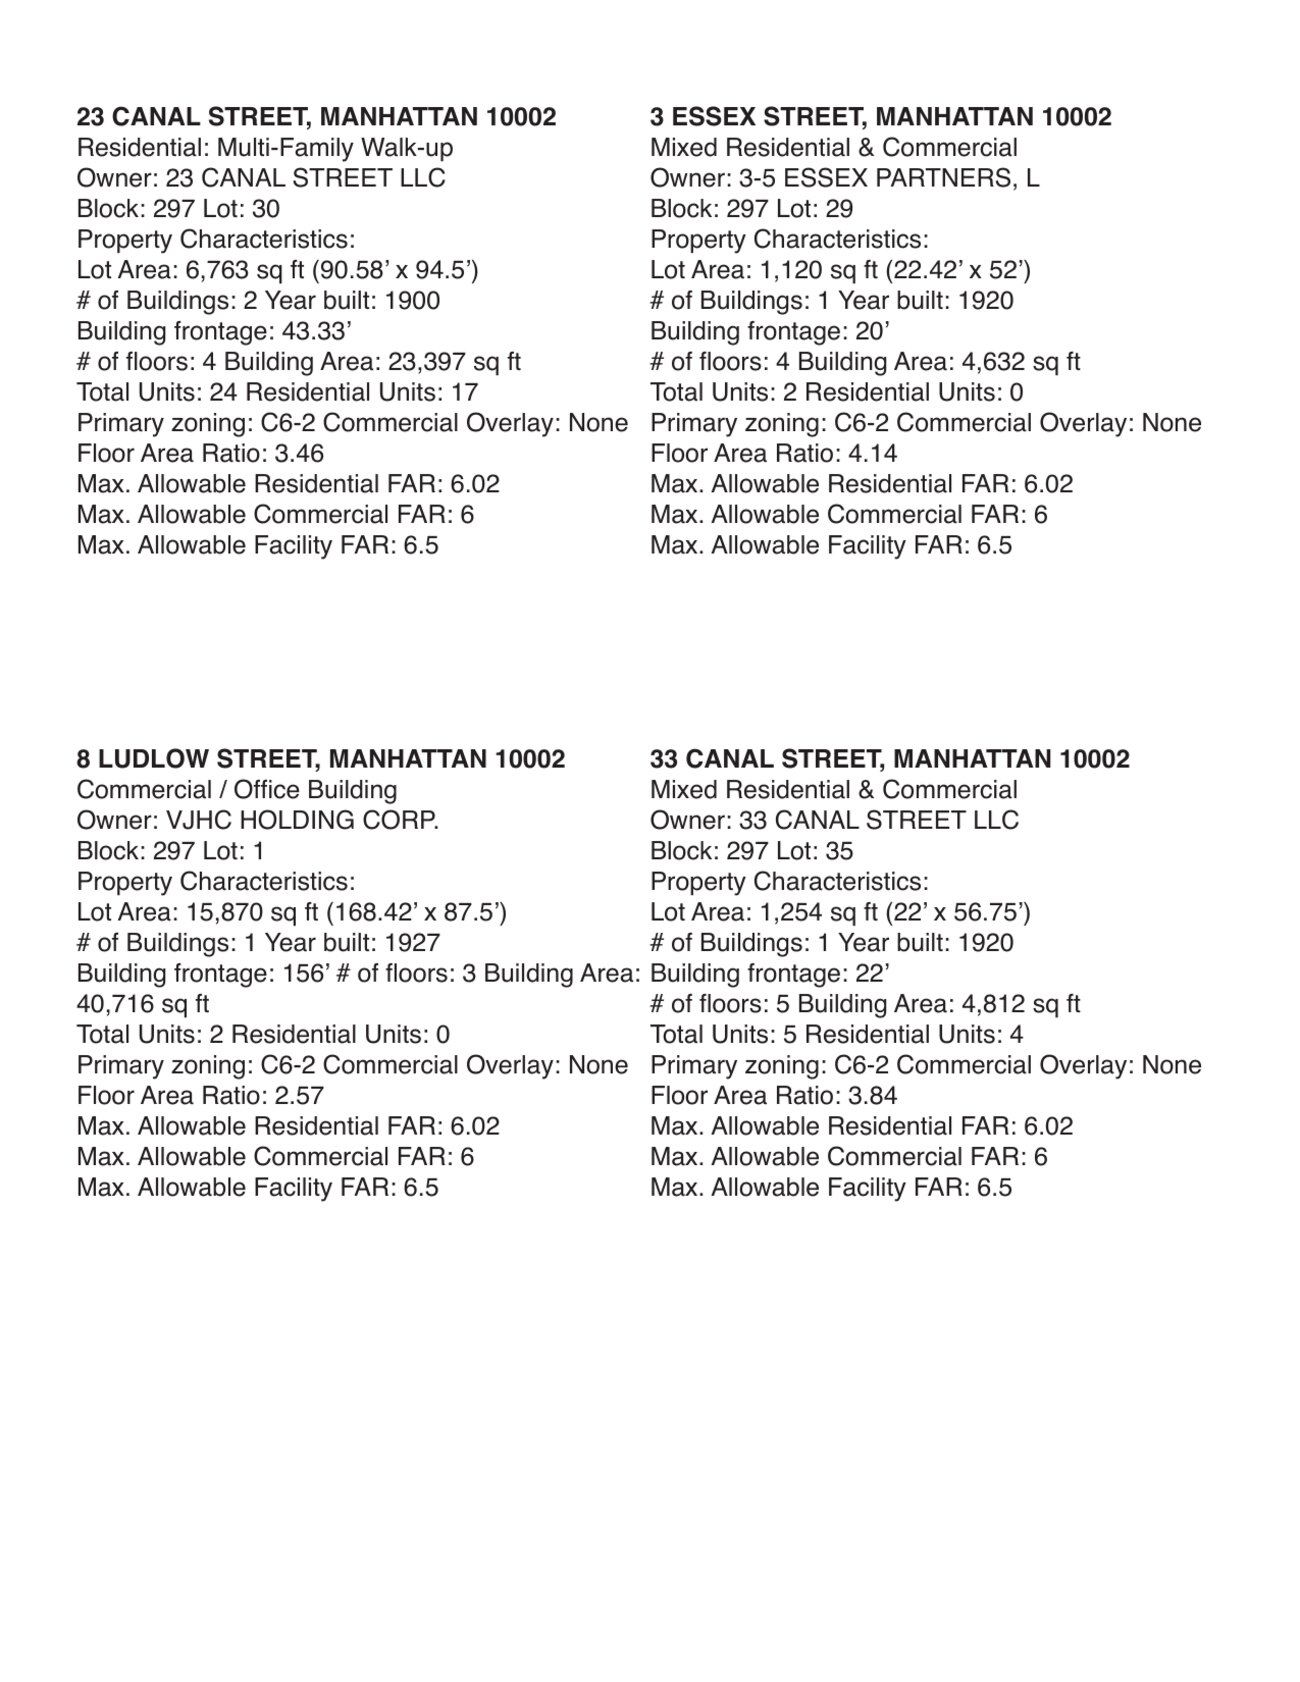 23 CANAL STREET, MANHATTAN 10002
Residential: Multi-Family Walk-up
Owner: 23 CANAL STREET LLC
Block: 297 Lot: 30
Property Characteristics:
Lot Area: 6,763 sq ft (90.58’ x 94.5’)
# of Buildings: 2 Year built: 1900
Building frontage: 43.33’
# of floors: 4 Building Area: 23,397 sq ft
Total Units: 24 Residential Units: 17
Primary zoning: C6-2 Commercial Overlay: None
Floor Area Ratio: 3.46
Max. Allowable Residential FAR: 6.02
Max. Allowable Commercial FAR: 6
Max. Allowable Facility FAR: 6.5
3 ESSEX STREET, MANHATTAN 10002
Mixed Residential & Commercial
Owner: 3-5 ESSEX PARTNERS, L
Block: 297 Lot: 29
Property Characteristics:
Lot Area: 1,120 sq ft (22.42’ x 52’)
# of Buildings: 1 Year built: 1920
Building frontage: 20’
# of floors: 4 Building Area: 4,632 sq ft
Total Units: 2 Residential Units: 0
Primary zoning: C6-2 Commercial Overlay: None
Floor Area Ratio: 4.14
Max. Allowable Residential FAR: 6.02
Max. Allowable Commercial FAR: 6
Max. Allowable Facility FAR: 6.5
8 LUDLOW STREET, MANHATTAN 10002
Commercial / Office Building
Owner: VJHC HOLDING CORP.
Block: 297 Lot: 1
Property Characteristics:
Lot Area: 15,870 sq ft (168.42’ x 87.5’)
# of Buildings: 1 Year built: 1927
Building frontage: 156’ # of floors: 3 Building Area:
40,716 sq ft
Total Units: 2 Residential Units: 0
Primary zoning: C6-2 Commercial Overlay: None
Floor Area Ratio: 2.57
Max. Allowable Residential FAR: 6.02
Max. Allowable Commercial FAR: 6
Max. Allowable Facility FAR: 6.5
33 CANAL STREET, MANHATTAN 10002
Mixed Residential & Commercial
Owner: 33 CANAL STREET LLC
Block: 297 Lot: 35
Property Characteristics:
Lot Area: 1,254 sq ft (22’ x 56.75’)
# of Buildings: 1 Year built: 1920
Building frontage: 22’
# of floors: 5 Building Area: 4,812 sq ft
Total Units: 5 Residential Units: 4
Primary zoning: C6-2 Commercial Overlay: None
Floor Area Ratio: 3.84
Max. Allowable Residential FAR: 6.02
Max. Allowable Commercial FAR: 6
Max. Allowable Facility FAR: 6.5